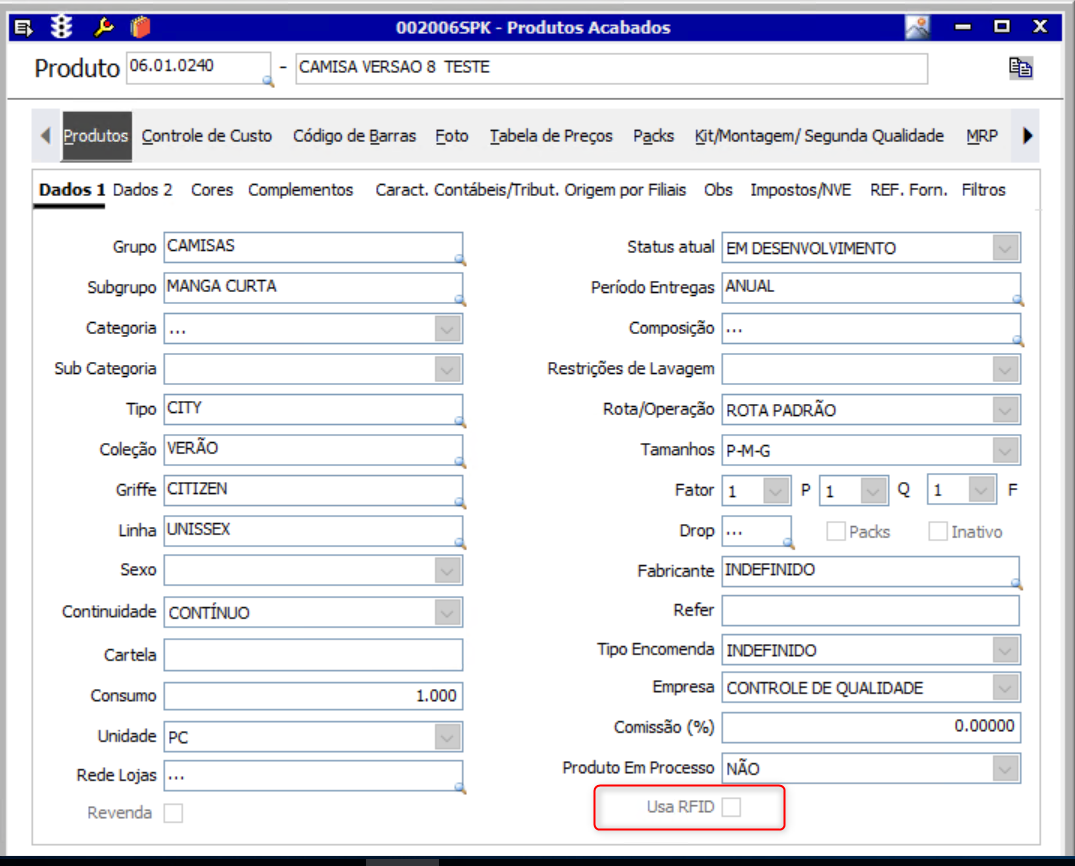 002006SPK - Produtos Acabados
Produto 06.01.0240 - CAMISA VERSAO 8 TESTE
Produtos Controle de Custo Código de Barras Foto Tabela de Preços Packs Kit/Montagem/ Segunda Qualidade MRP
Dados 1 Dados 2 Cores Complementos Caract. Contábeis/Tribut. Origem por Filiais Obs Impostos/NVE REF. Forn. Filtros
Grupo CAMISAS
Subgrupo MANGA CURTA
Categoria ...
Sub Categoria
Tipo CITY
Coleção VERÃO
Griffe CITIZEN
Linha UNISSEX
Sexo
Continuidade CONTÍNUO
Cartela
Consumo 1.000
Unidade PC
Rede Lojas ...
Revenda
Status atual EM DESENVOLVIMENTO
Período Entregas ANUAL
Composição ...
Restrições de Lavagem
Rota/Operação ROTA PADRÃO
Tamanhos P-M-G
Fator 1 P 1 Q 1 F
Drop ... Packs Inativo
Fabricante INDEFINIDO
Refer
Tipo Encomenda INDEFINIDO
Empresa CONTROLE DE QUALIDADE
Comissão (%) 0.00000
Produto Em Processo NÃO
Usa RFID